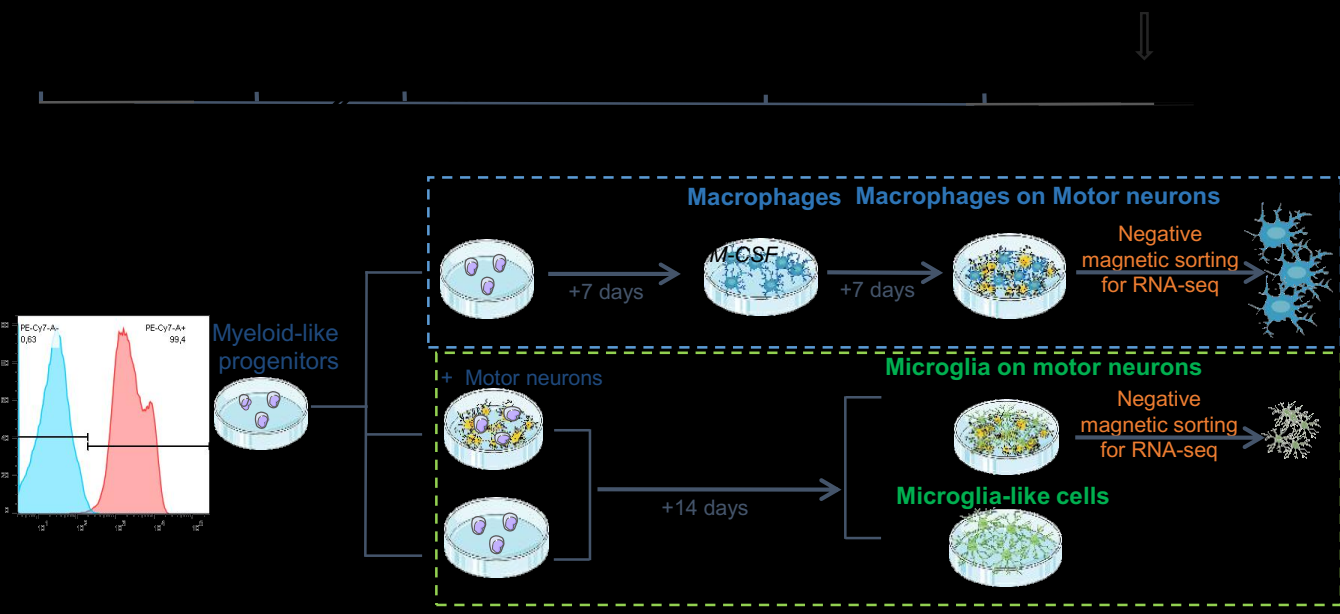 Macrophages
Macrophages on Motor neurons
M-CSF
+7 days
+7 days
Negative
magnetic sorting
for RNA-seq
PE-Cy7-A-
0,63
PE-Cy7-A+
99,4
Myeloid-like
progenitors
+ Motor neurons
+14 days
Microglia on motor neurons
Negative
magnetic sorting
for RNA-seq
Microglia-like cells